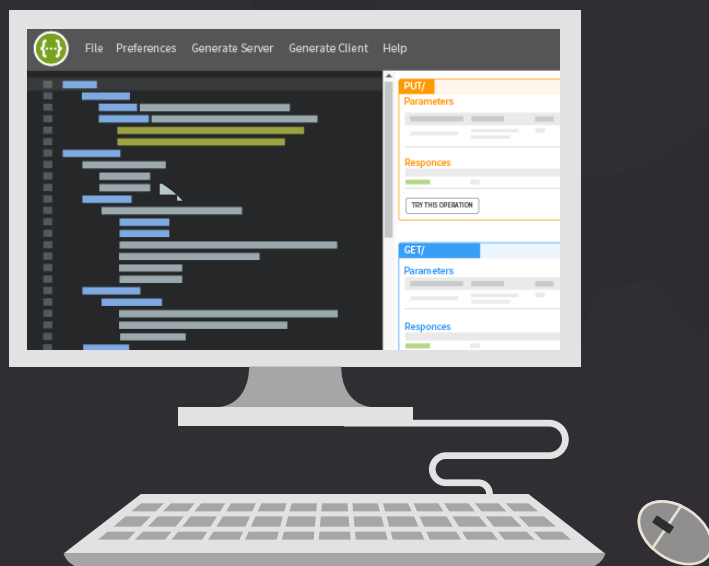 {...}
File Preferences Generate Server Generate Client Help
PUT/
Parameters
Responces
TRY THIS OPERATION
GET/
Parameters
Responces